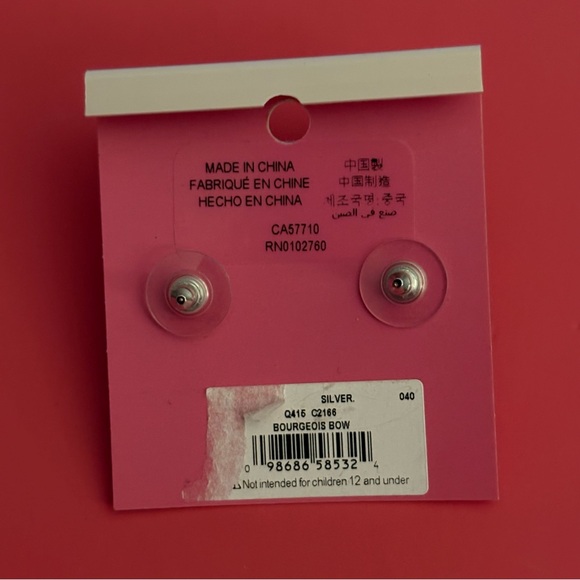 MADE IN CHINA
FABRIQUÉ EN CHINE
HECHO EN CHINA
中国製
中国制造
제조국명:중국
صنع في الصين
CA57710
RN0102760
SILVER. 040
Q415 C2166
BOURGEOIS BOW
0 98686 58532 4
⚠ Not intended for children 12 and under